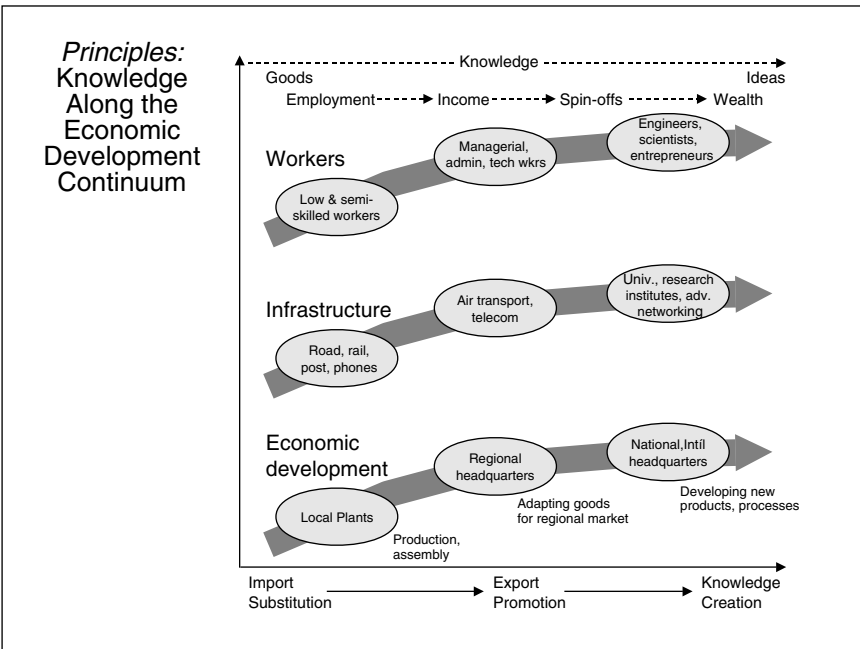 Principles:
Knowledge
Along the
Economic
Development
Continuum
Knowledge
Goods
Ideas
Employment
Income
Spin-offs
Wealth
Workers
Low & semi-
skilled workers
Managerial,
admin, tech wkrs
Engineers,
scientists,
entrepreneurs
Infrastructure
Road, rail,
post, phones
Air transport,
telecom
Univ., research
institutes, adv.
networking
Economic
development
Local Plants
Production,
assembly
Regional
headquarters
Adapting goods
for regional market
National,Intíl
headquarters
Developing new
products, processes
Import
Substitution
Export
Promotion
Knowledge
Creation